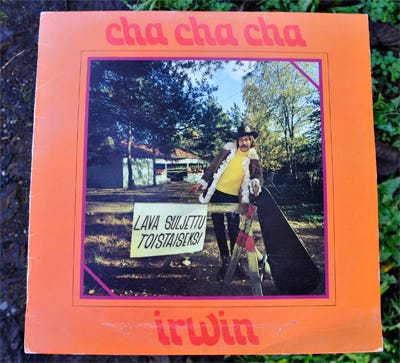 cha cha cha
LAVA SULJETTU
TOISTAISEKSI
irwin